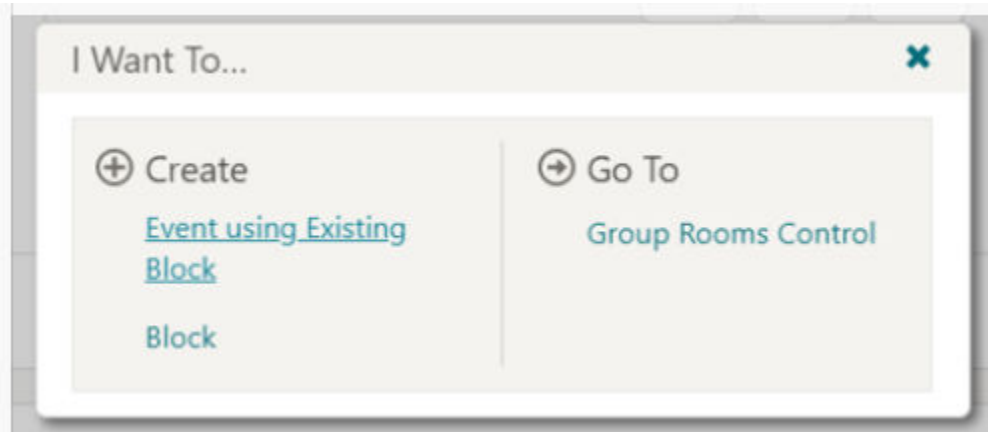 I Want To...
Create
Event using Existing
Block
Block
Go To
Group Rooms Control